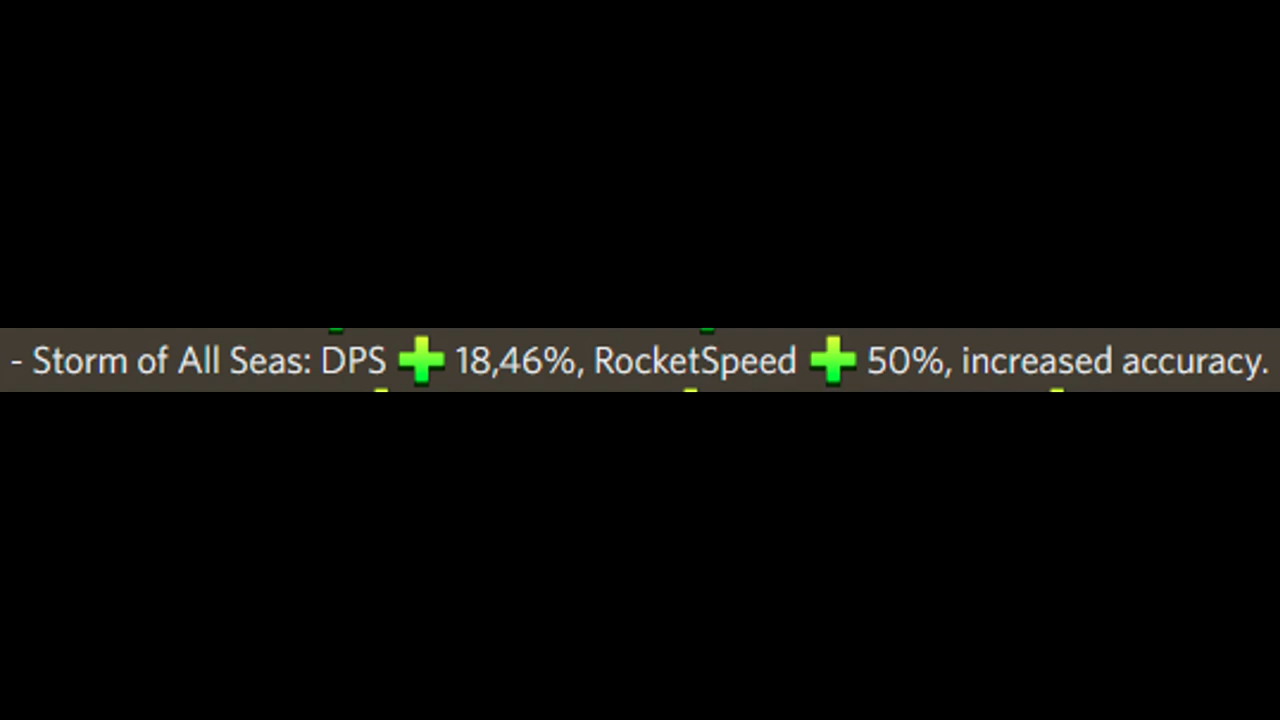 - Storm of All Seas: DPS ➕ 18,46%, RocketSpeed ➕ 50%, increased accuracy.